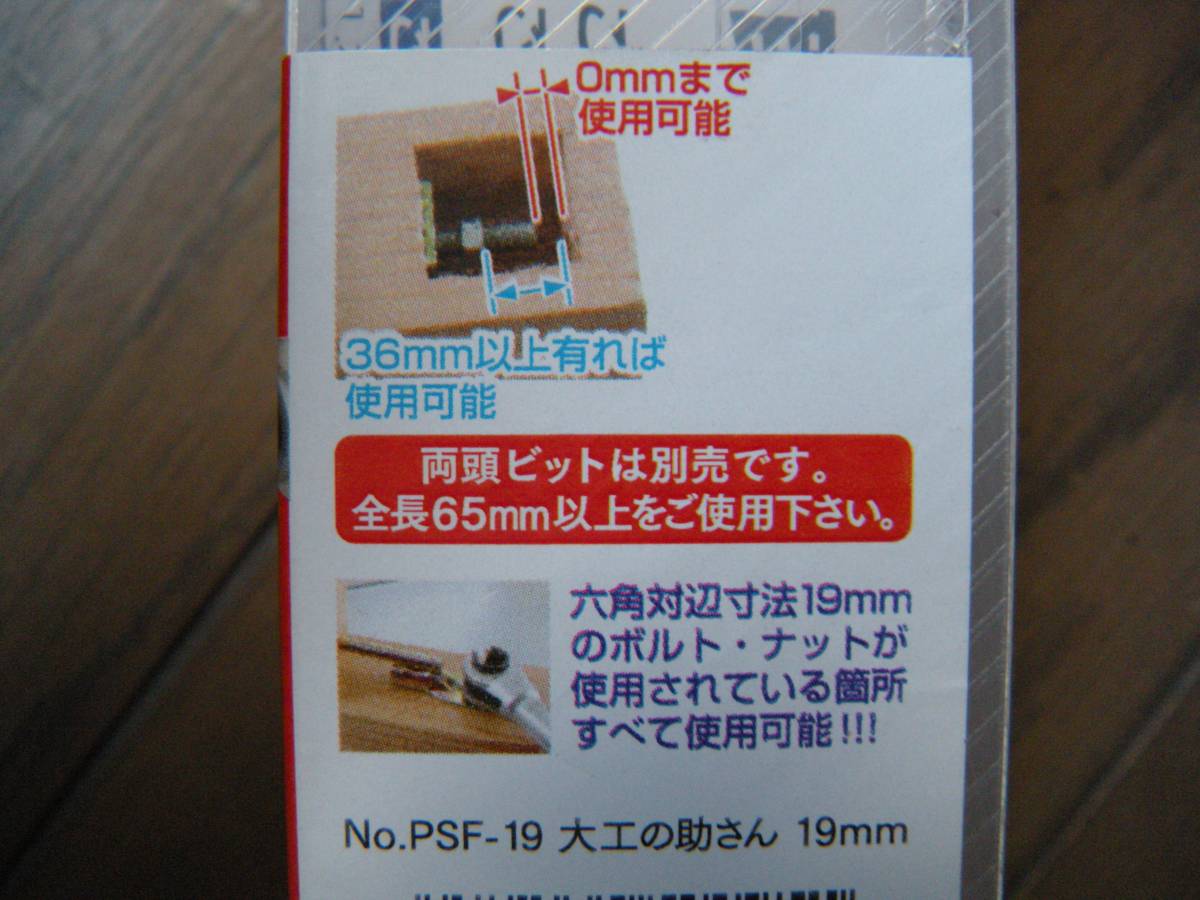 0mmまで
使用可能
36mm以上有れば
使用可能
両頭ビットは別売です。
全長65mm以上をご使用下さい。
六角対辺寸法19mm
のボルト・ナットが
使用されている箇所
すべて使用可能!!!
No.PSF-19 大工の助さん 19mm